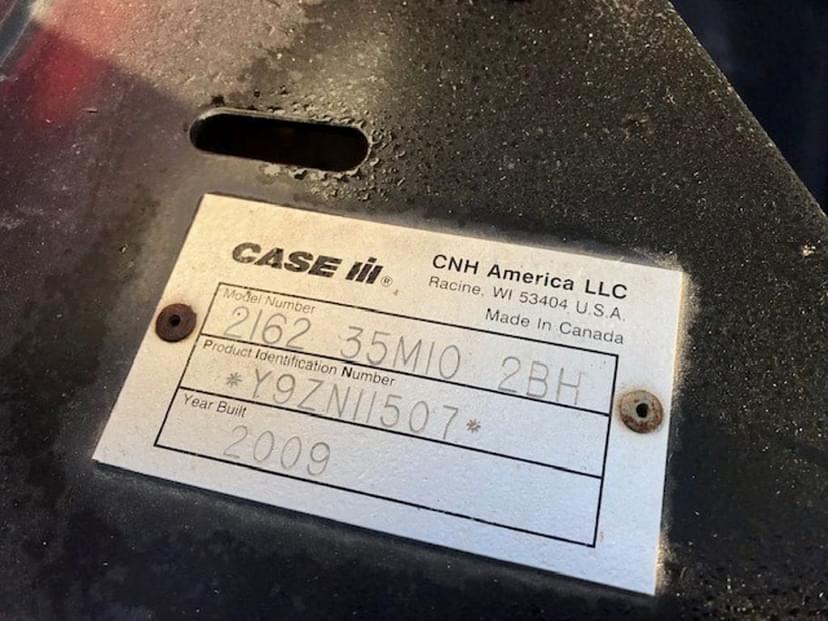 CASE IH®
CNH America LLC
Racine, WI 53404 U.S.A.
Made In Canada
Model Number
2162 35M10 2BH
Product Identification Number
*Y9ZN11507*
Year Built
2009